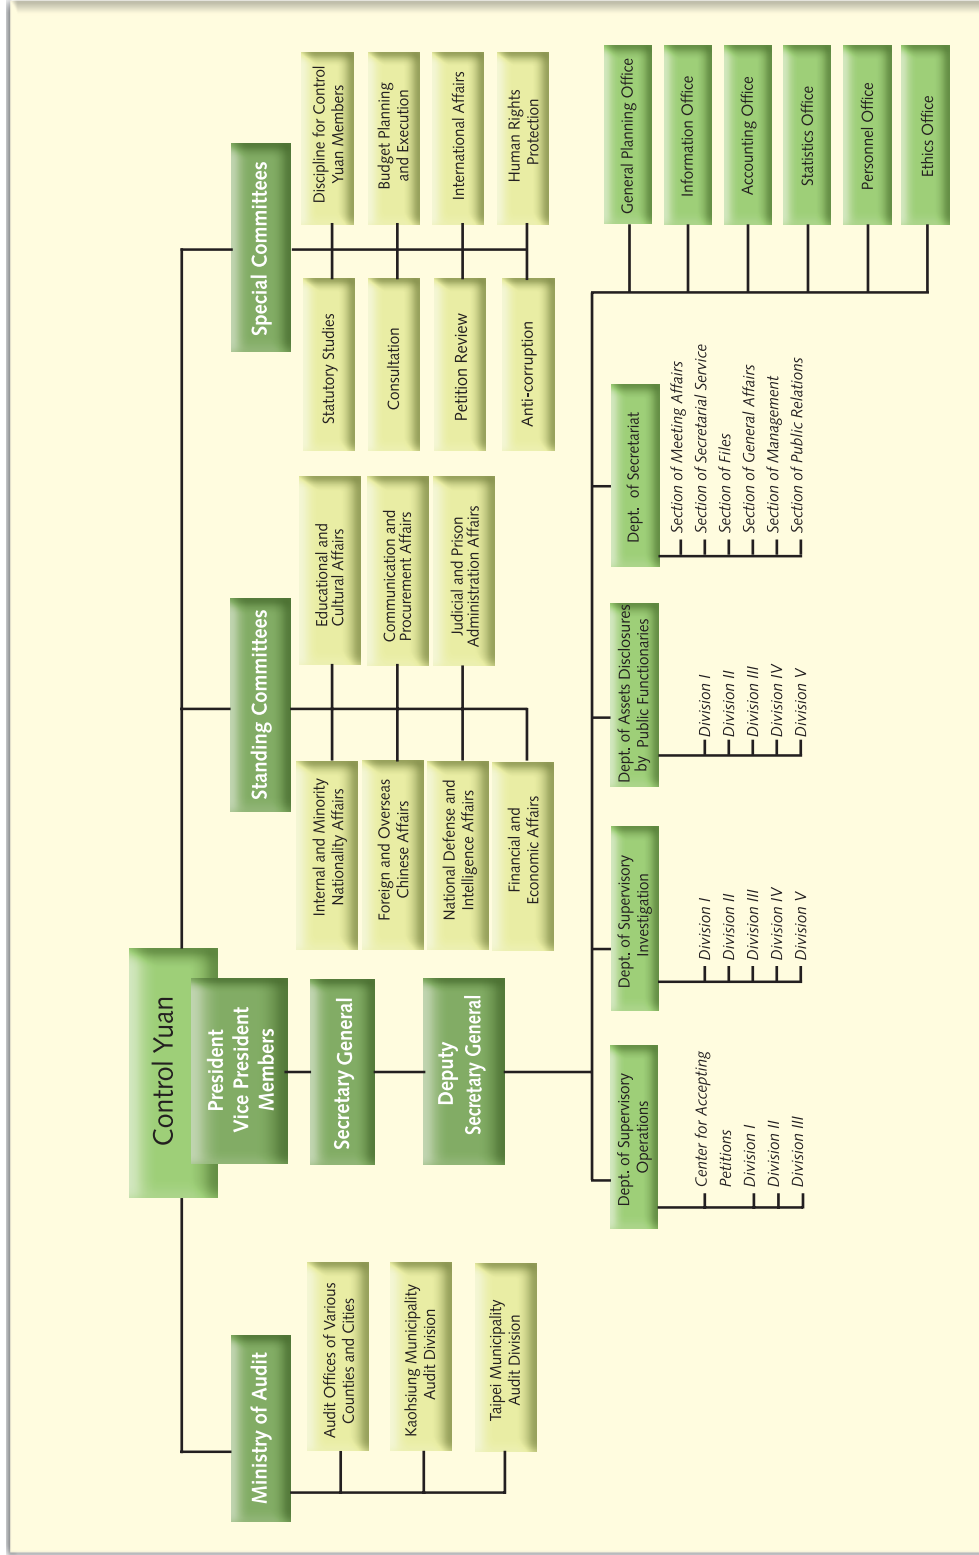 Control Yuan
President
Vice President
Members
Secretary General
Deputy
Secretary General
Ministry of Audit
Audit Offices of Various
Counties and Cities
Kaohsiung Municipality
Audit Division
Taipei Municipality
Audit Division
Standing Committees
Internal and Minority
Nationality Affairs
Educational and
Cultural Affairs
Foreign and Overseas
Chinese Affairs
Communication and
Procurement Affairs
National Defense and
Intelligence Affairs
Judicial and Prison
Administration Affairs
Financial and
Economic Affairs
Special Committees
Statutory Studies
Discipline for Control
Yuan Members
Consultation
Budget Planning
and Execution
Petition Review
International Affairs
Anti-corruption
Human Rights
Protection
Dept. of Supervisory
Operations
Center for Accepting
Petitions
Division I
Division II
Division III
Dept. of Supervisory
Investigation
Division I
Division II
Division III
Division IV
Division V
Dept. of Assets Disclosures
by Public Functionaries
Division I
Division II
Division III
Division IV
Division V
Dept. of Secretariat
Section of Meeting Affairs
Section of Secretarial Service
Section of Files
Section of General Affairs
Section of Management
Section of Public Relations
General Planning Office
Information Office
Accounting Office
Statistics Office
Personnel Office
Ethics Office